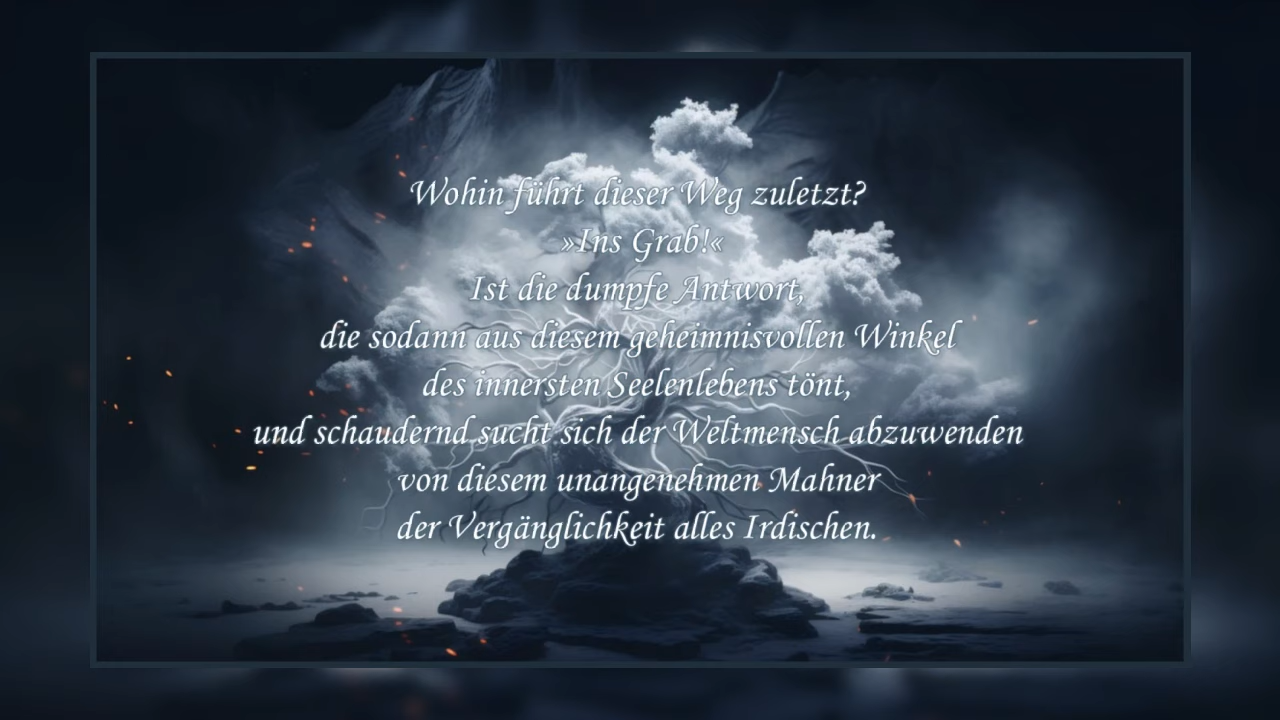 Wohin führt dieser Weg zuletzt?
»Ins Grab!«
Ist die dumpfe Antwort,
die sodann aus diesem geheimnisvollen Winkel
des innersten Seelenlebens tönt,
und schaudernd sucht sich der Weltmensch abzuwenden
von diesem unangenehmen Mahner
der Vergänglichkeit alles Irdischen.